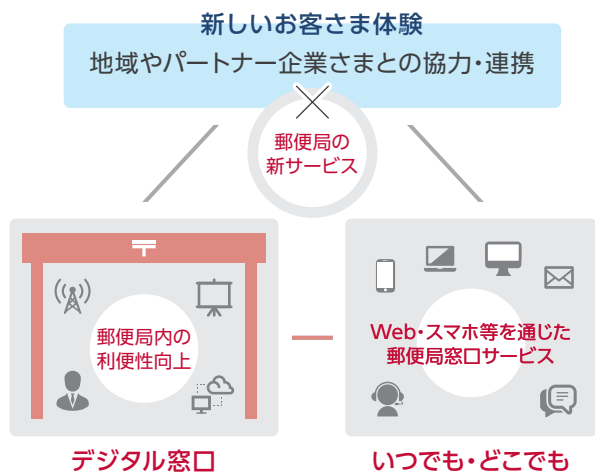 新しいお客さま体験
地域やパートナー企業さまとの協力・連携
郵便局の
新サービス
〒
郵便局内の
利便性向上
Web・スマホ等を通じた
郵便局窓口サービス
デジタル窓口
いつでも・どこでも